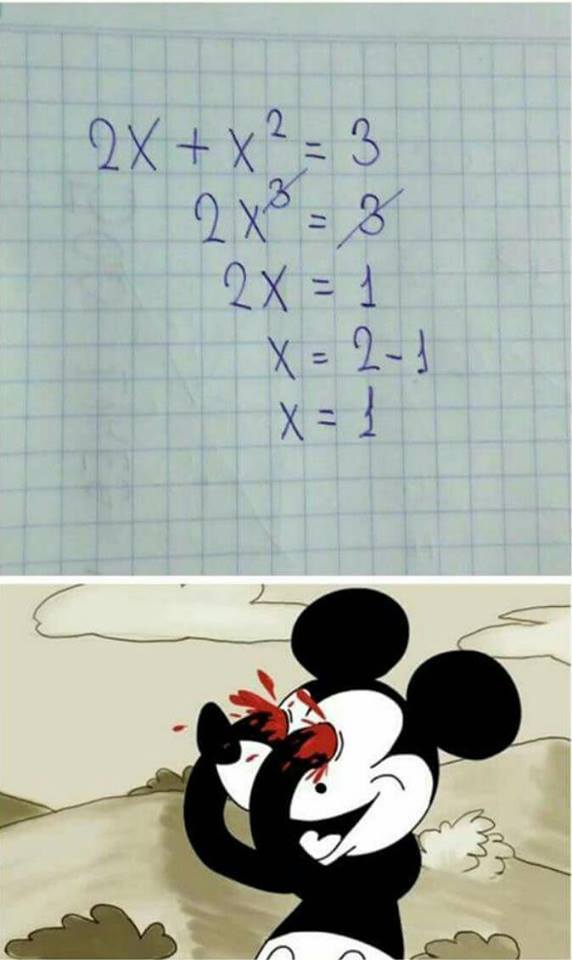 2x + x² = 3
2x³ = 3
2x = 1
x = 2 - 1
x = 1